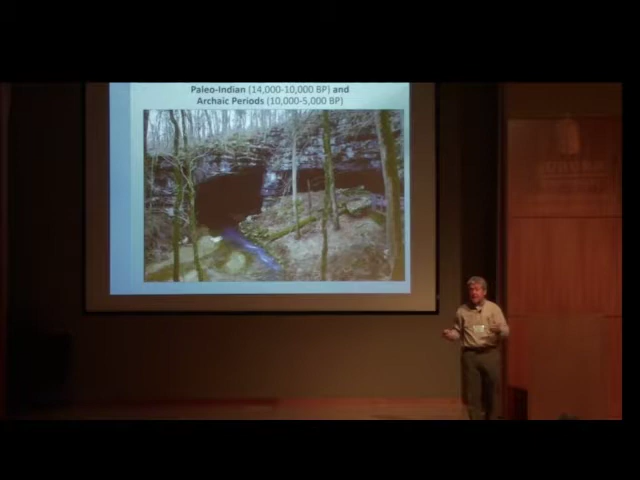 Paleo-Indian (14,000-10,000 BP) and
Archaic Periods (10,000-5,000 BP)